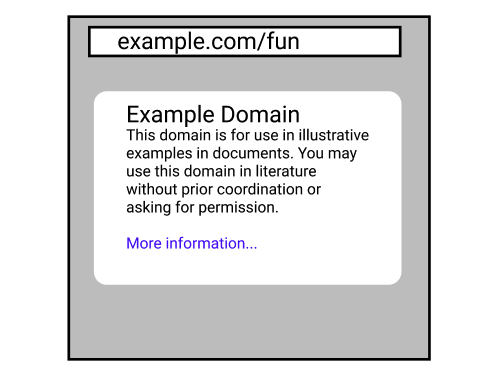 example.com/fun
Example Domain
This domain is for use in illustrative
examples in documents. You may
use this domain in literature
without prior coordination or
asking for permission.
More information...